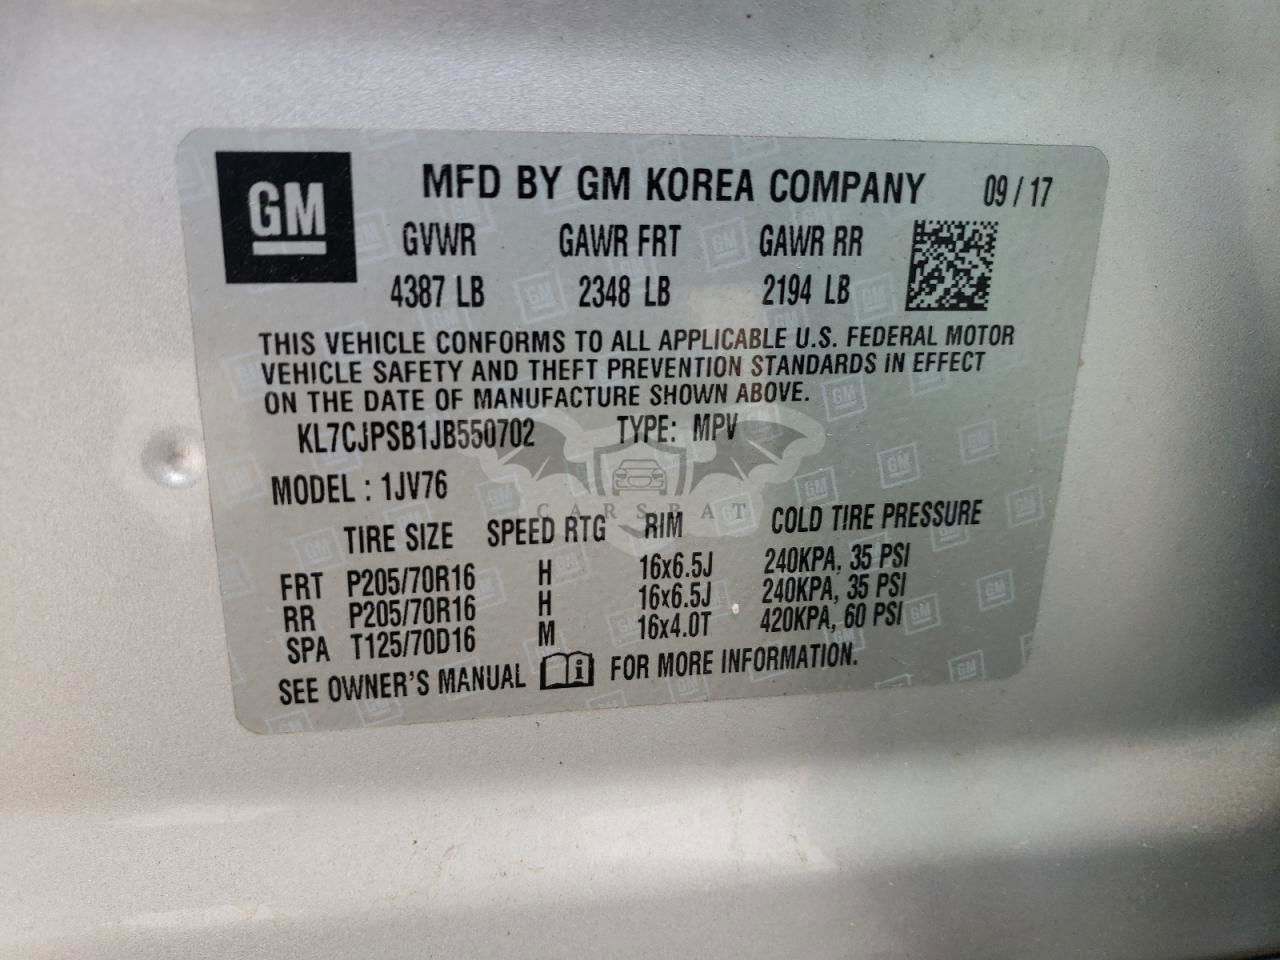 GM
MFD BY GM KOREA COMPANY 09 / 17
GVWR GAWR FRT GAWR RR
4387 LB 2348 LB 2194 LB
THIS VEHICLE CONFORMS TO ALL APPLICABLE U.S. FEDERAL MOTOR
VEHICLE SAFETY AND THEFT PREVENTION STANDARDS iN EFFECT
ON THE DATE OF MANUFACTURE SHOWN ABOVE.
KL7CJPSB1JB550702 TYPE: MPV
MODEL : 1JV76
CARSBAT
TIRE SIZE SPEED RTG RIM COLD TIRE PRESSURE
FRT P205/70R16 H 16x6.5J 240KPA, 35 PSI
RR P205/70R16 H 16x6.5J 240KPA, 35 PSI
SPA T125/70D16 M 16x4.0T 420KPA, 60 PSI
SEE OWNER'S MANUAL i FOR MORE INFORMATION.